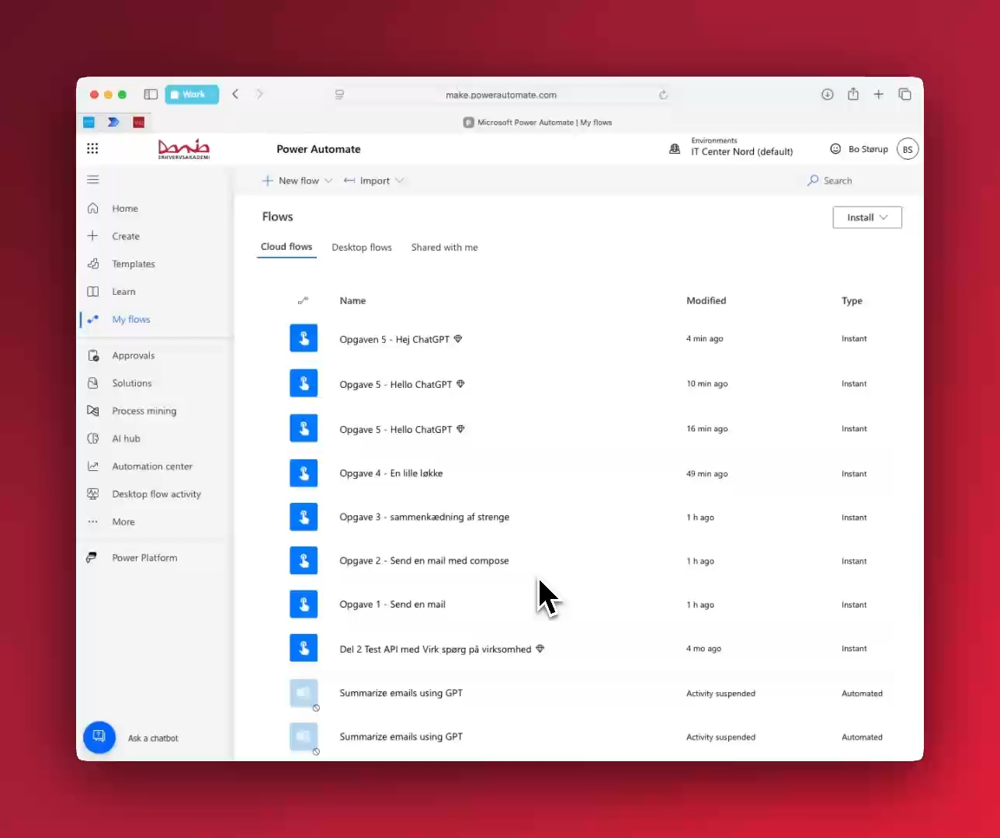 Work
make.powerautomate.com
Microsoft Power Automate | My flows
Dania
ERHVERVSAKADEMI
Power Automate
Environments
IT Center Nord (default)
Bo Størup
BS
New flow
Import
Search
Home
Create
Templates
Learn
My flows
Approvals
Solutions
Process mining
AI hub
Automation center
Desktop flow activity
More
Power Platform
Ask a chatbot
Flows
Install
Cloud flows
Desktop flows
Shared with me
Name Modified Type
Opgaven 5 - Hej ChatGPT 4 min ago Instant
Opgave 5 - Hello ChatGPT 10 min ago Instant
Opgave 5 - Hello ChatGPT 16 min ago Instant
Opgave 4 - En lille løkke 49 min ago Instant
Opgave 3 - sammenkædning af strenge 1 h ago Instant
Opgave 2 - Send en mail med compose 1 h ago Instant
Opgave 1 - Send en mail 1 h ago Instant
Del 2 Test API med Virk spørg på virksomhed 4 mo ago Instant
Summarize emails using GPT Activity suspended Automated
Summarize emails using GPT Activity suspended Automated